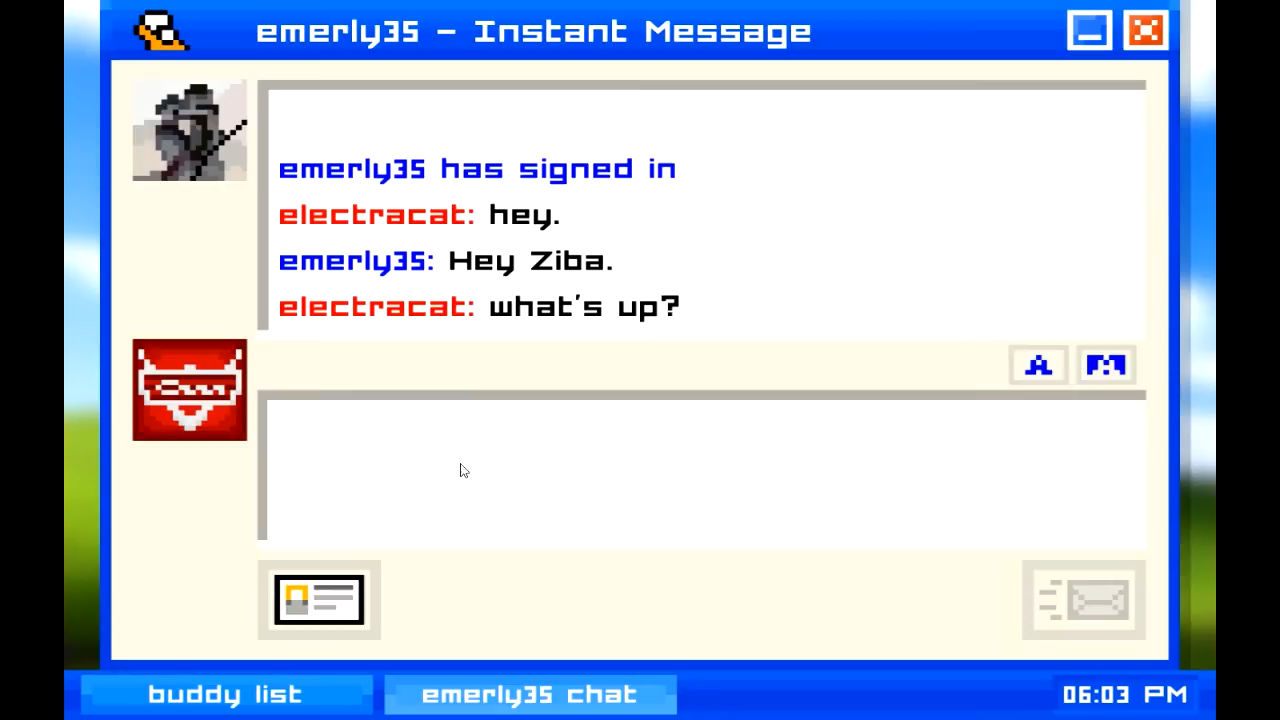 emerly35 - Instant Message
emerly35 has signed in
electracat: hey.
emerly35: Hey Ziba.
electracat: what's up?
A
buddy list
emerly35 chat
06:03 PM